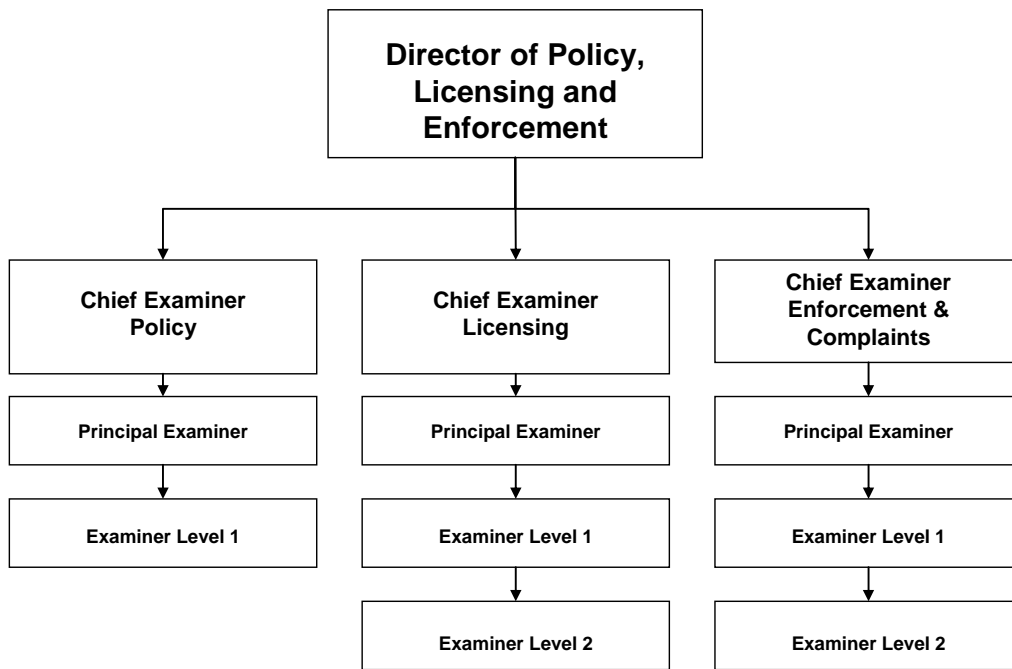 Director of Policy,
Licensing and
Enforcement
Chief Examiner
Policy
Chief Examiner
Licensing
Chief Examiner
Enforcement &
Complaints
Principal Examiner
Principal Examiner
Principal Examiner
Examiner Level 1
Examiner Level 1
Examiner Level 1
Examiner Level 2
Examiner Level 2